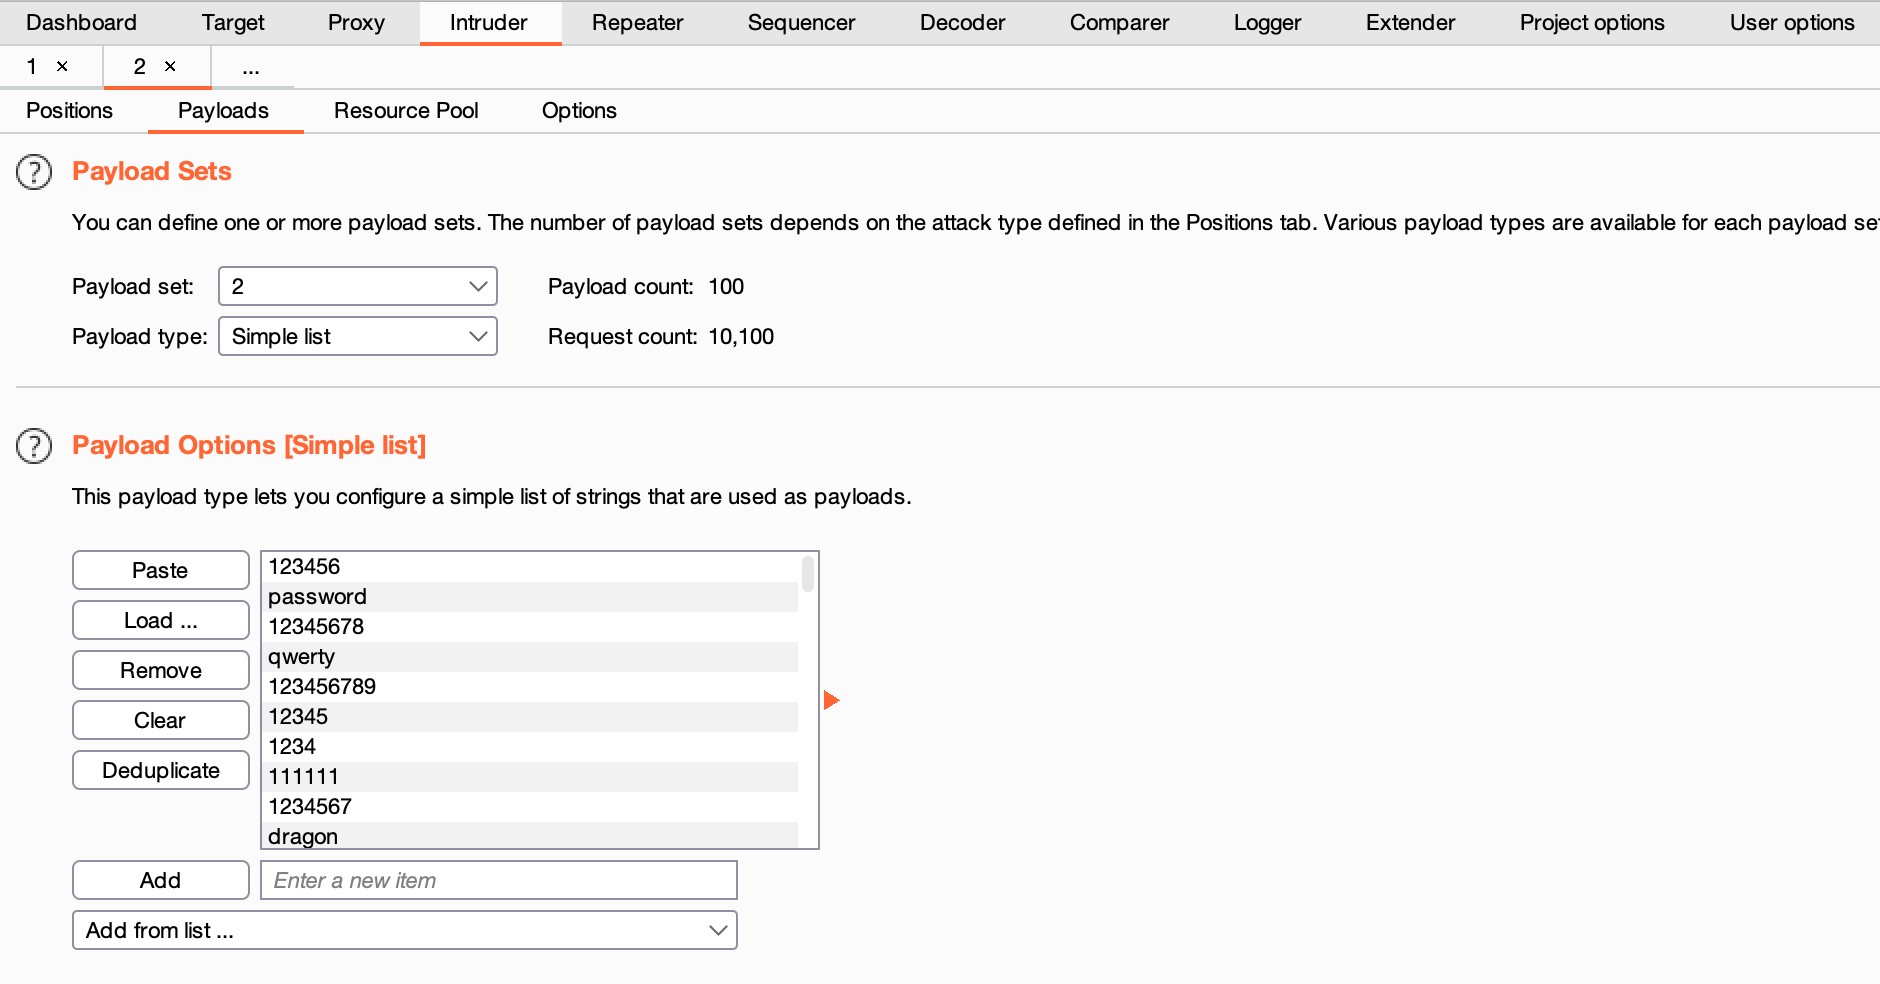 Dashboard Target Proxy Intruder Repeater Sequencer Decoder Comparer Logger Extender Project options User options
1 × 2 × ...
Positions Payloads Resource Pool Options
? Payload Sets
You can define one or more payload sets. The number of payload sets depends on the attack type defined in the Positions tab. Various payload types are available for each payload se
Payload set: 2 Payload count: 100
Payload type: Simple list Request count: 10,100
? Payload Options [Simple list]
This payload type lets you configure a simple list of strings that are used as payloads.
Paste
Load ...
Remove
Clear
Deduplicate
123456
password
12345678
qwerty
123456789
12345
1234
111111
1234567
dragon
Add Enter a new item
Add from list ...